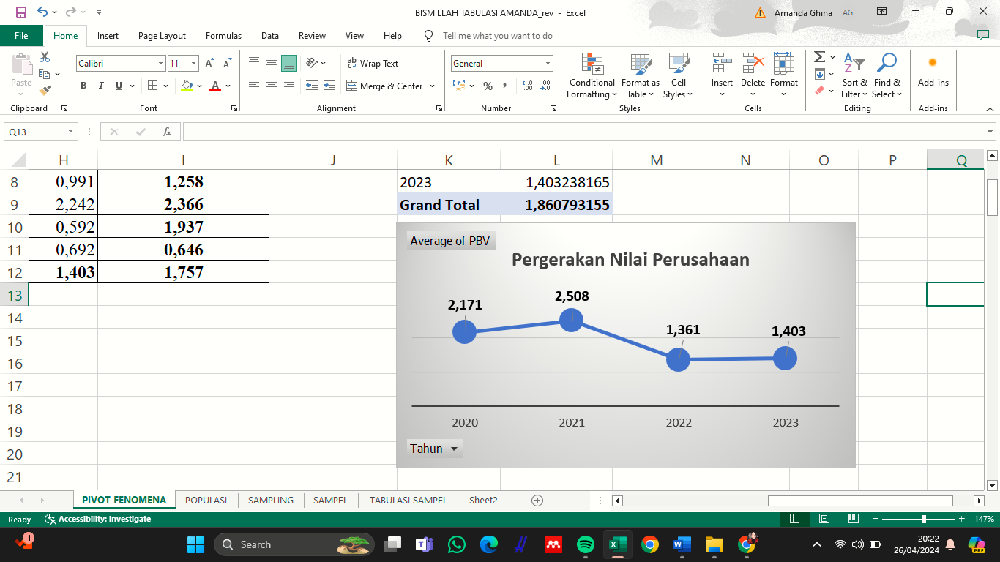 BISMILLAH TABULASI AMANDA_rev - Excel
Amanda Ghina AG
File Home Insert Page Layout Formulas Data Review View Help Tell me what you want to do
Paste
Calibri 11
B I U A
ab Wrap Text
Merge & Center
General
% ,
Conditional Formatting
Format as Table
Cell Styles
Insert Delete Format
Sort & Filter
Find & Select
Add-ins
Clipboard Font Alignment Number Styles Cells Editing Add-ins
Q13 fx
H I J K L M N O P Q
8 0,991 1,258 2023 1,403238165
9 2,242 2,366 Grand Total 1,860793155
10 0,592 1,937
11 0,692 0,646
12 1,403 1,757
13
14
15
16
17
18
19
20
21
Average of PBV
Pergerakan Nilai Perusahaan
2,171 2,508 1,361 1,403
2020 2021 2022 2023
Tahun
PIVOT FENOMENA POPULASI SAMPLING SAMPEL TABULASI SAMPEL Sheet2
Ready Accessibility: Investigate 147%
1 Search
20:22
26/04/2024
PRE